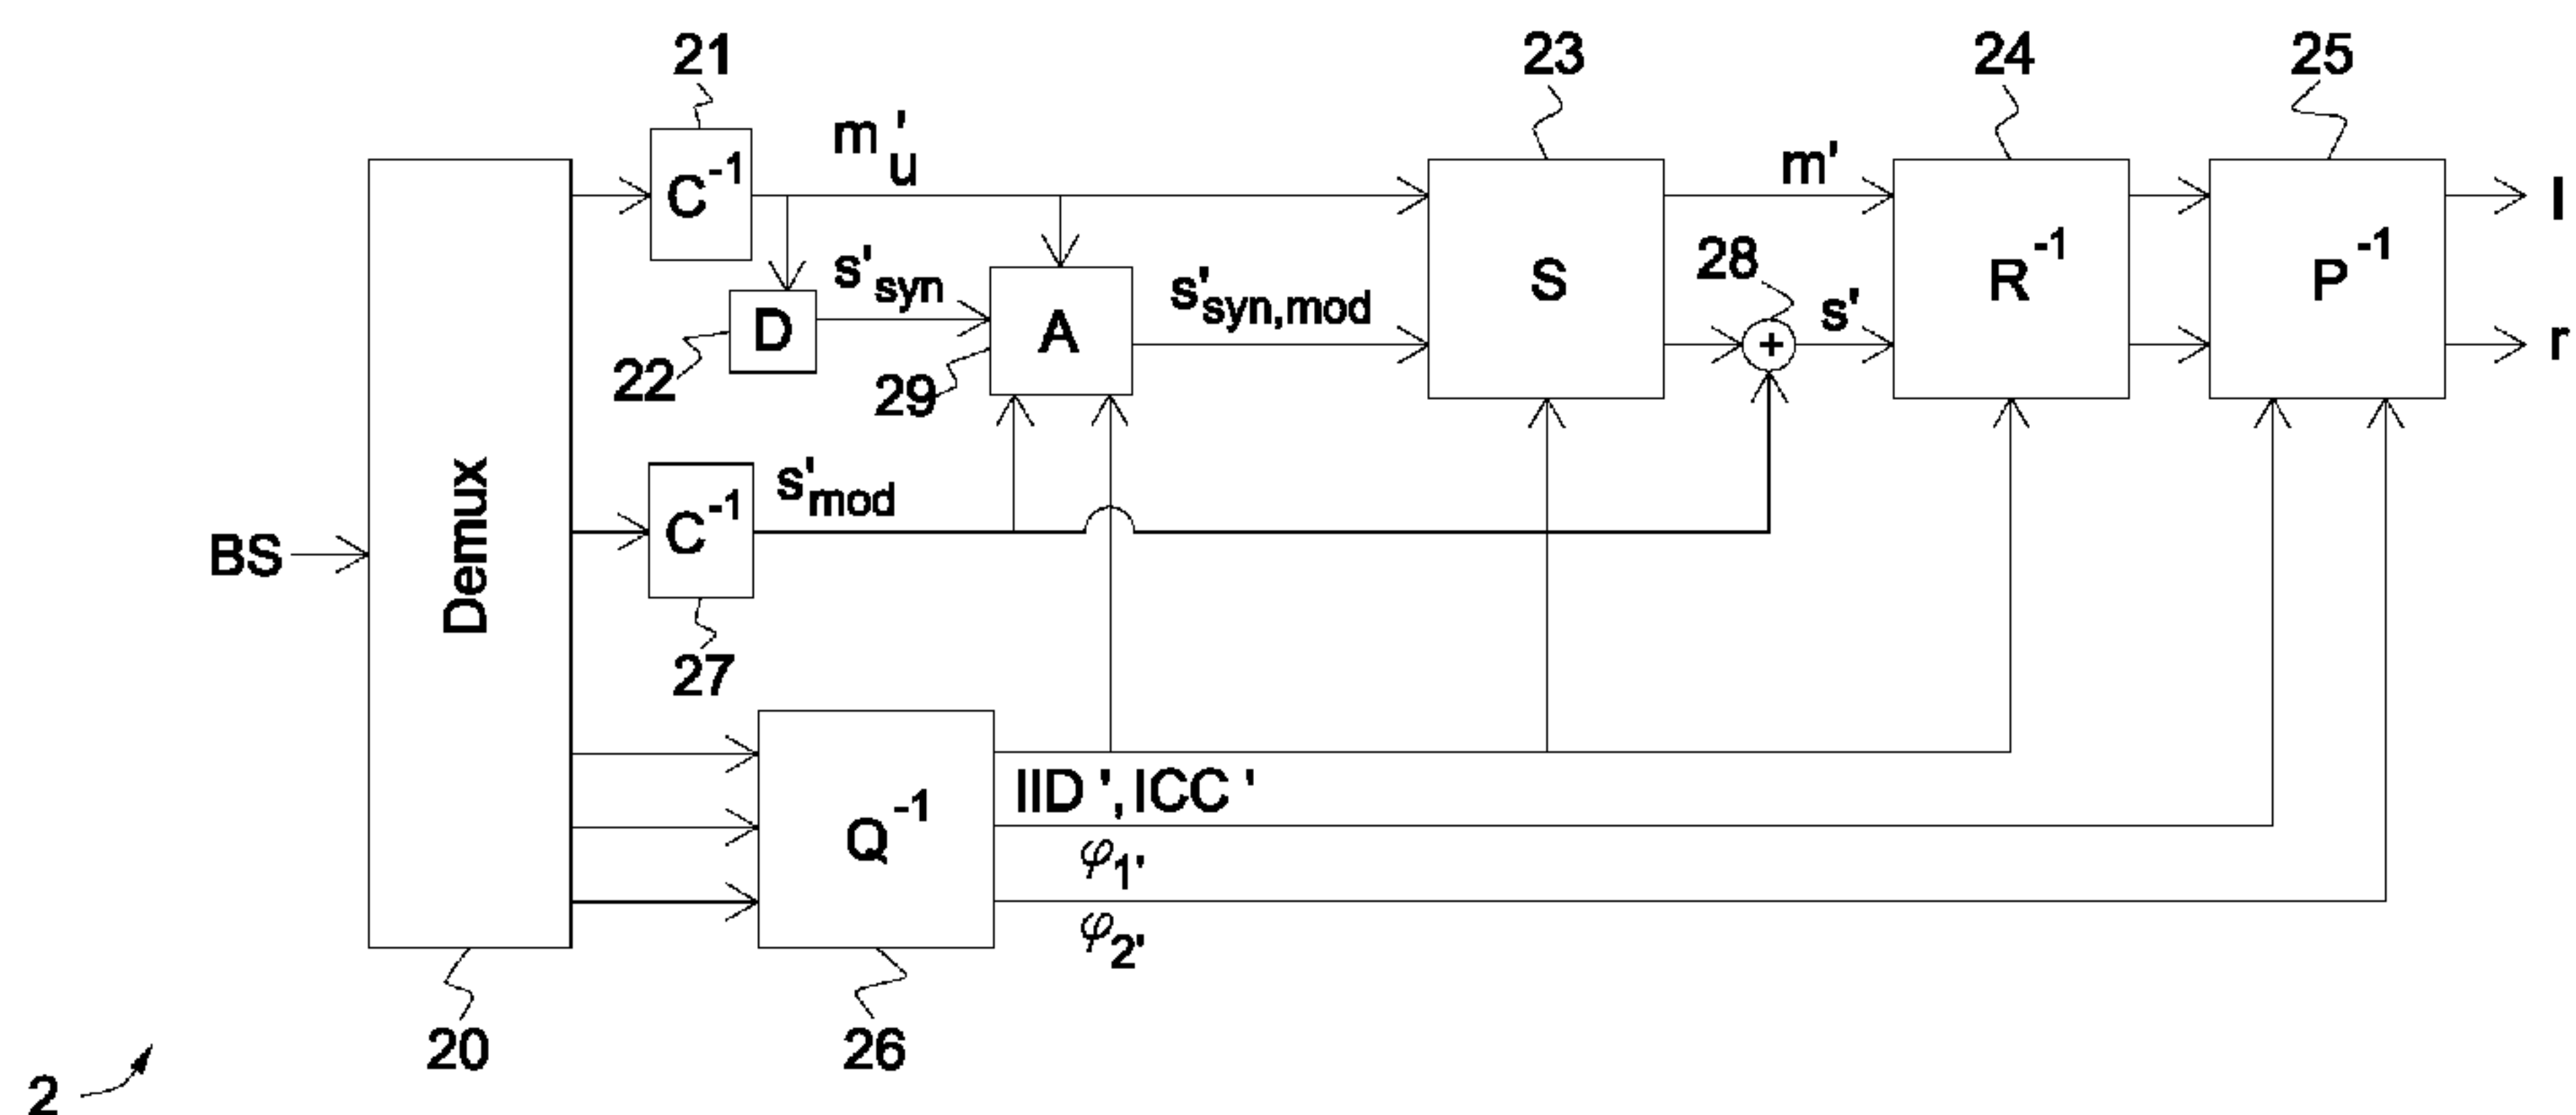 21
23
24
25
C-1
m'u
m'
l
D
s'syn
A
s'syn,mod
S
28
+
s'
R-1
P-1
r
22
29
Demux
C-1
s'mod
BS
27
Q-1
IID ', ICC '
φ1'
φ2'
20
26
2